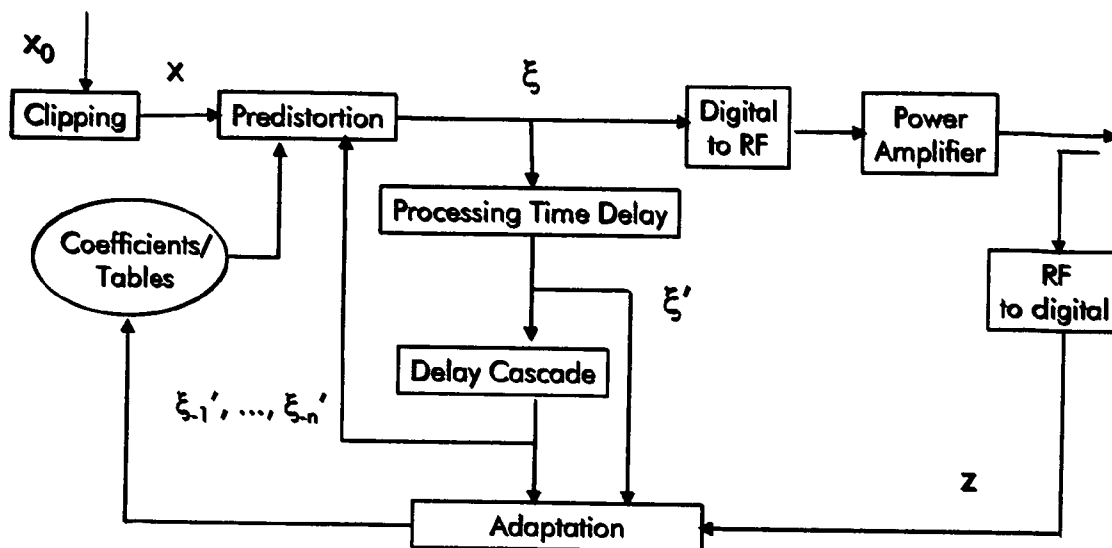 x₀
x
ξ
Clipping
Predistortion
Digital
to RF
Power
Amplifier
Processing Time Delay
Coefficients/
Tables
ξ′
RF
to digital
Delay Cascade
ξ₋₁′, ..., ξ₋ₙ′
z
Adaptation